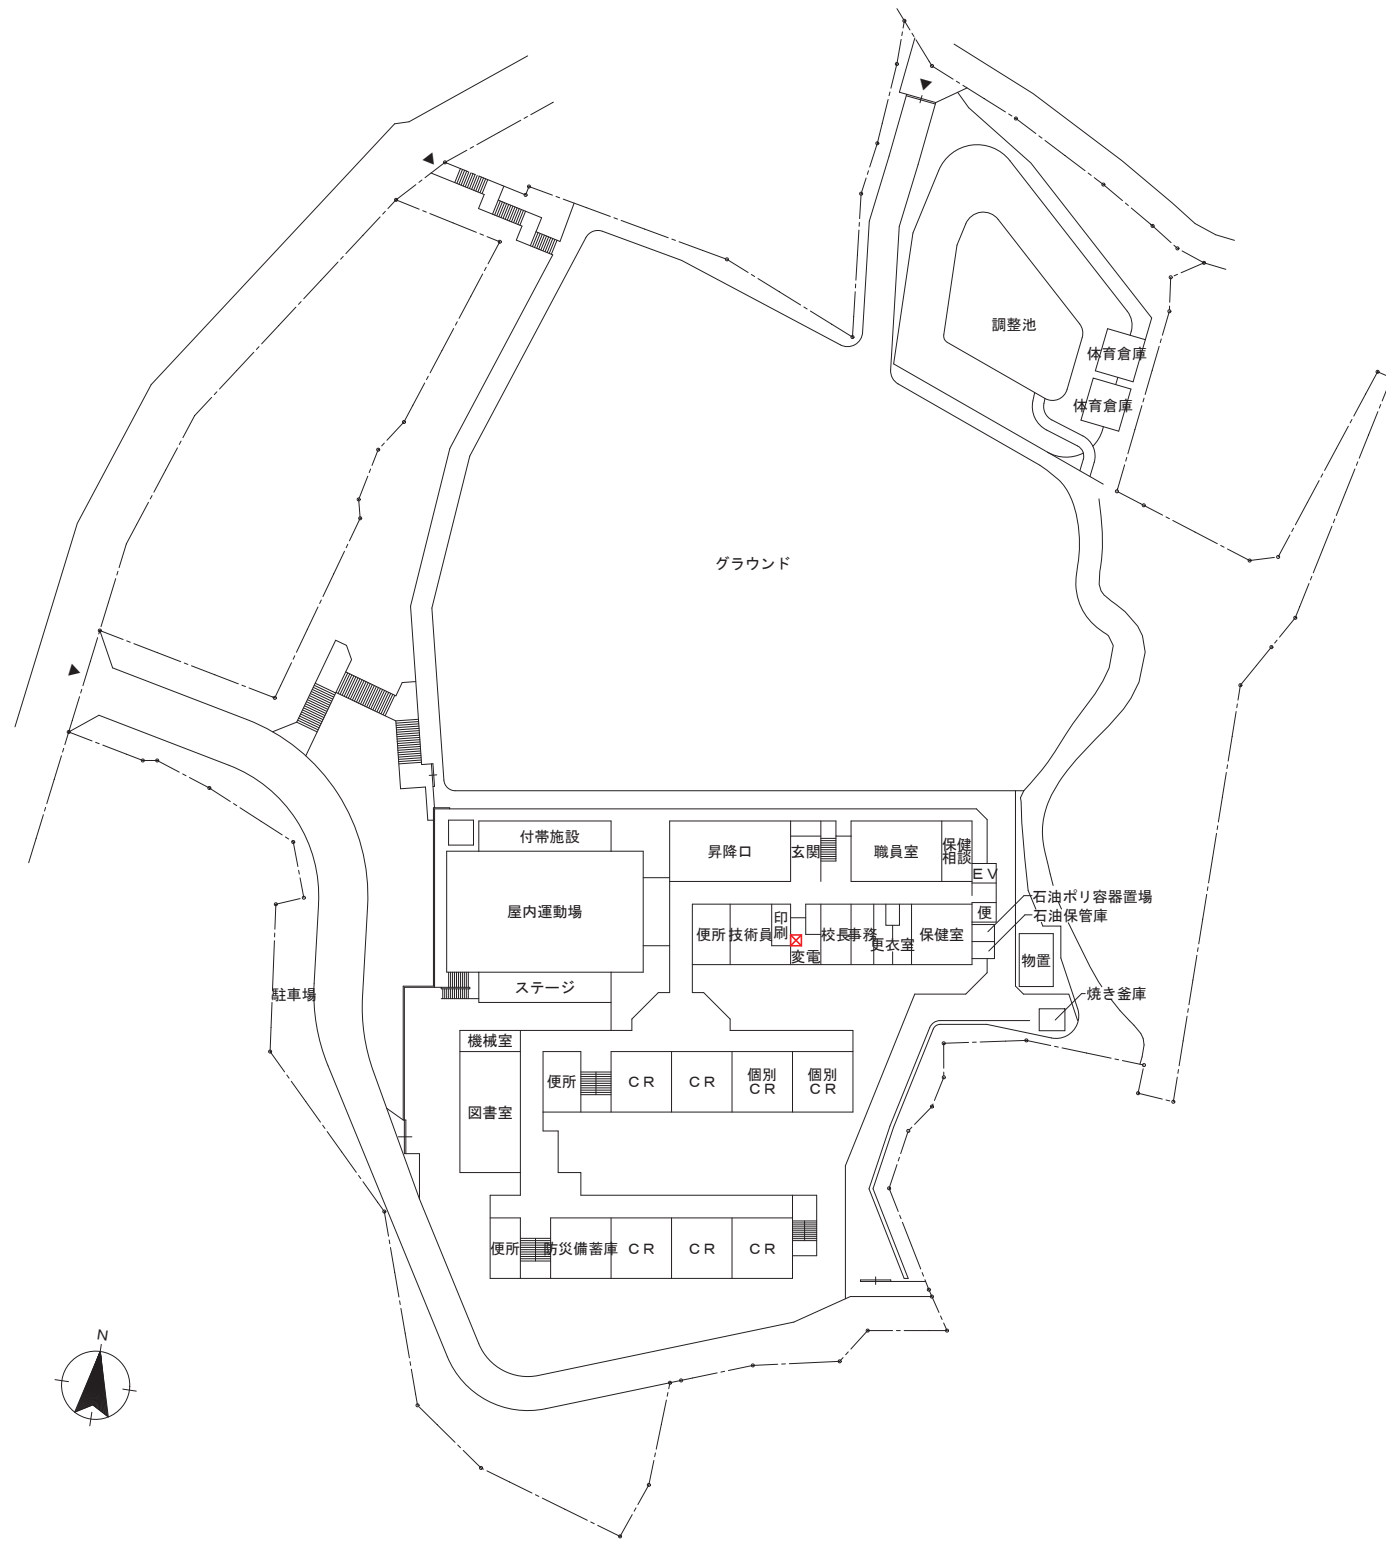 調整池
体育倉庫
体育倉庫
グラウンド
付帯施設
屋内運動場
ステージ
昇降口
玄関
職員室
保健
相談
ＥＶ
便
石油ポリ容器置場
石油保管庫
便所
技術員
印
刷
変電
校長
事務
更衣室
保健室
物置
焼き釜庫
駐車場
機械室
図書室
便所
ＣＲ
ＣＲ
個別
ＣＲ
個別
ＣＲ
便所
防災備蓄庫
ＣＲ
ＣＲ
ＣＲ
N